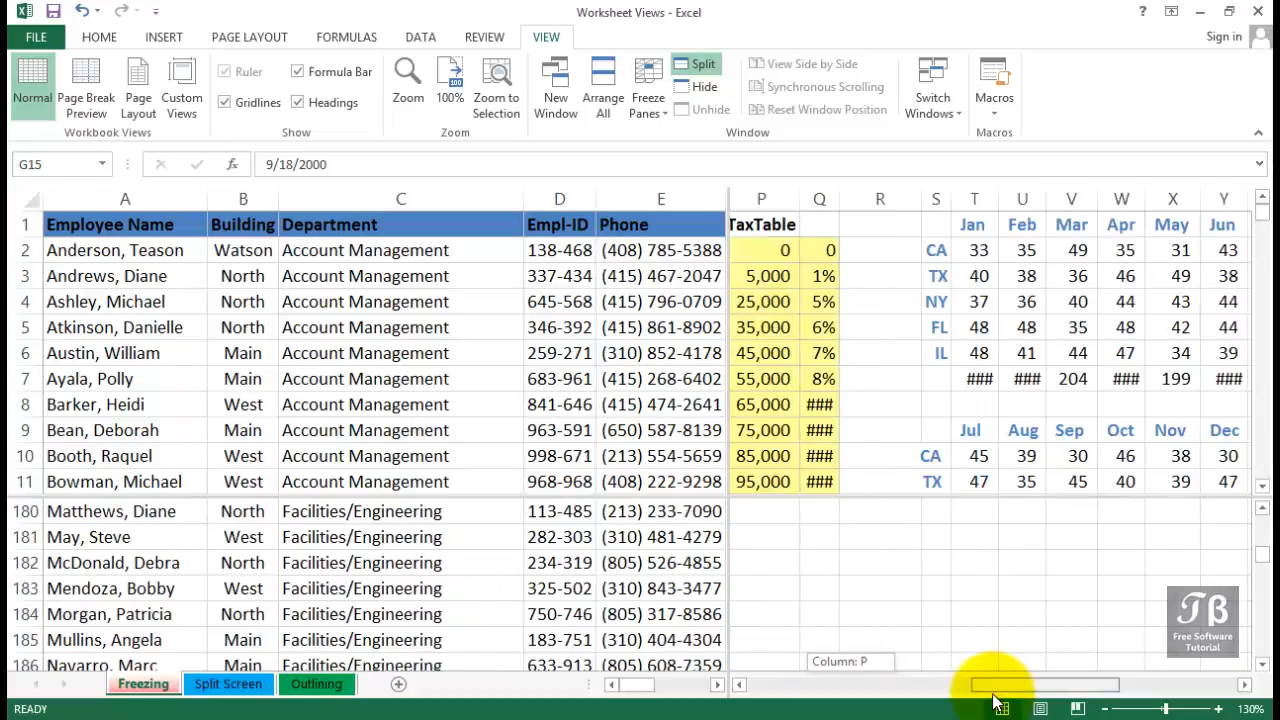 Worksheet Views - Excel
FILE HOME INSERT PAGE LAYOUT FORMULAS DATA REVIEW VIEW Sign in
Normal Page Break Preview Page Layout Custom Views
Workbook Views
Ruler Formula Bar
Gridlines Headings
Show
Zoom 100% Zoom to Selection
Zoom
New Window Arrange All Freeze Panes
Split
Hide
Unhide
View Side by Side
Synchronous Scrolling
Reset Window Position
Switch Windows
Window
Macros
Macros
G15 fx 9/18/2000
A B C D E P Q R S T U V W X Y
1 Employee Name Building Department Empl-ID Phone TaxTable Jan Feb Mar Apr May Jun
2 Anderson, Teason Watson Account Management 138-468 (408) 785-5388 0 0 CA 33 35 49 35 31 43
3 Andrews, Diane North Account Management 337-434 (415) 467-2047 5,000 1% TX 40 38 36 46 49 38
4 Ashley, Michael North Account Management 645-568 (415) 796-0709 25,000 5% NY 37 36 40 44 43 44
5 Atkinson, Danielle North Account Management 346-392 (415) 861-8902 35,000 6% FL 48 48 35 48 42 44
6 Austin, William Main Account Management 259-271 (310) 852-4178 45,000 7% IL 48 41 44 47 34 39
7 Ayala, Polly Main Account Management 683-961 (415) 268-6402 55,000 8% ### ### 204 ### 199 ###
8 Barker, Heidi West Account Management 841-646 (415) 474-2641 65,000 ###
9 Bean, Deborah Main Account Management 963-591 (650) 587-8139 75,000 ### Jul Aug Sep Oct Nov Dec
10 Booth, Raquel West Account Management 998-671 (213) 554-5659 85,000 ### CA 45 39 30 46 38 30
11 Bowman, Michael West Account Management 968-968 (408) 222-9298 95,000 ### TX 47 35 45 40 39 47
180 Matthews, Diane North Facilities/Engineering 113-485 (213) 233-7090
181 May, Steve West Facilities/Engineering 282-303 (310) 481-4279
182 McDonald, Debra North Facilities/Engineering 234-319 (805) 526-4855
183 Mendoza, Bobby West Facilities/Engineering 325-502 (310) 843-3477
184 Morgan, Patricia North Facilities/Engineering 750-746 (805) 317-8586
185 Mullins, Angela Main Facilities/Engineering 183-751 (310) 404-4304
186 Navarro, Marc Main Facilities/Engineering 633-913 (805) 608-7359
TB
Free Software
Tutorial
Column: P
Freezing Split Screen Outlining
READY 130%